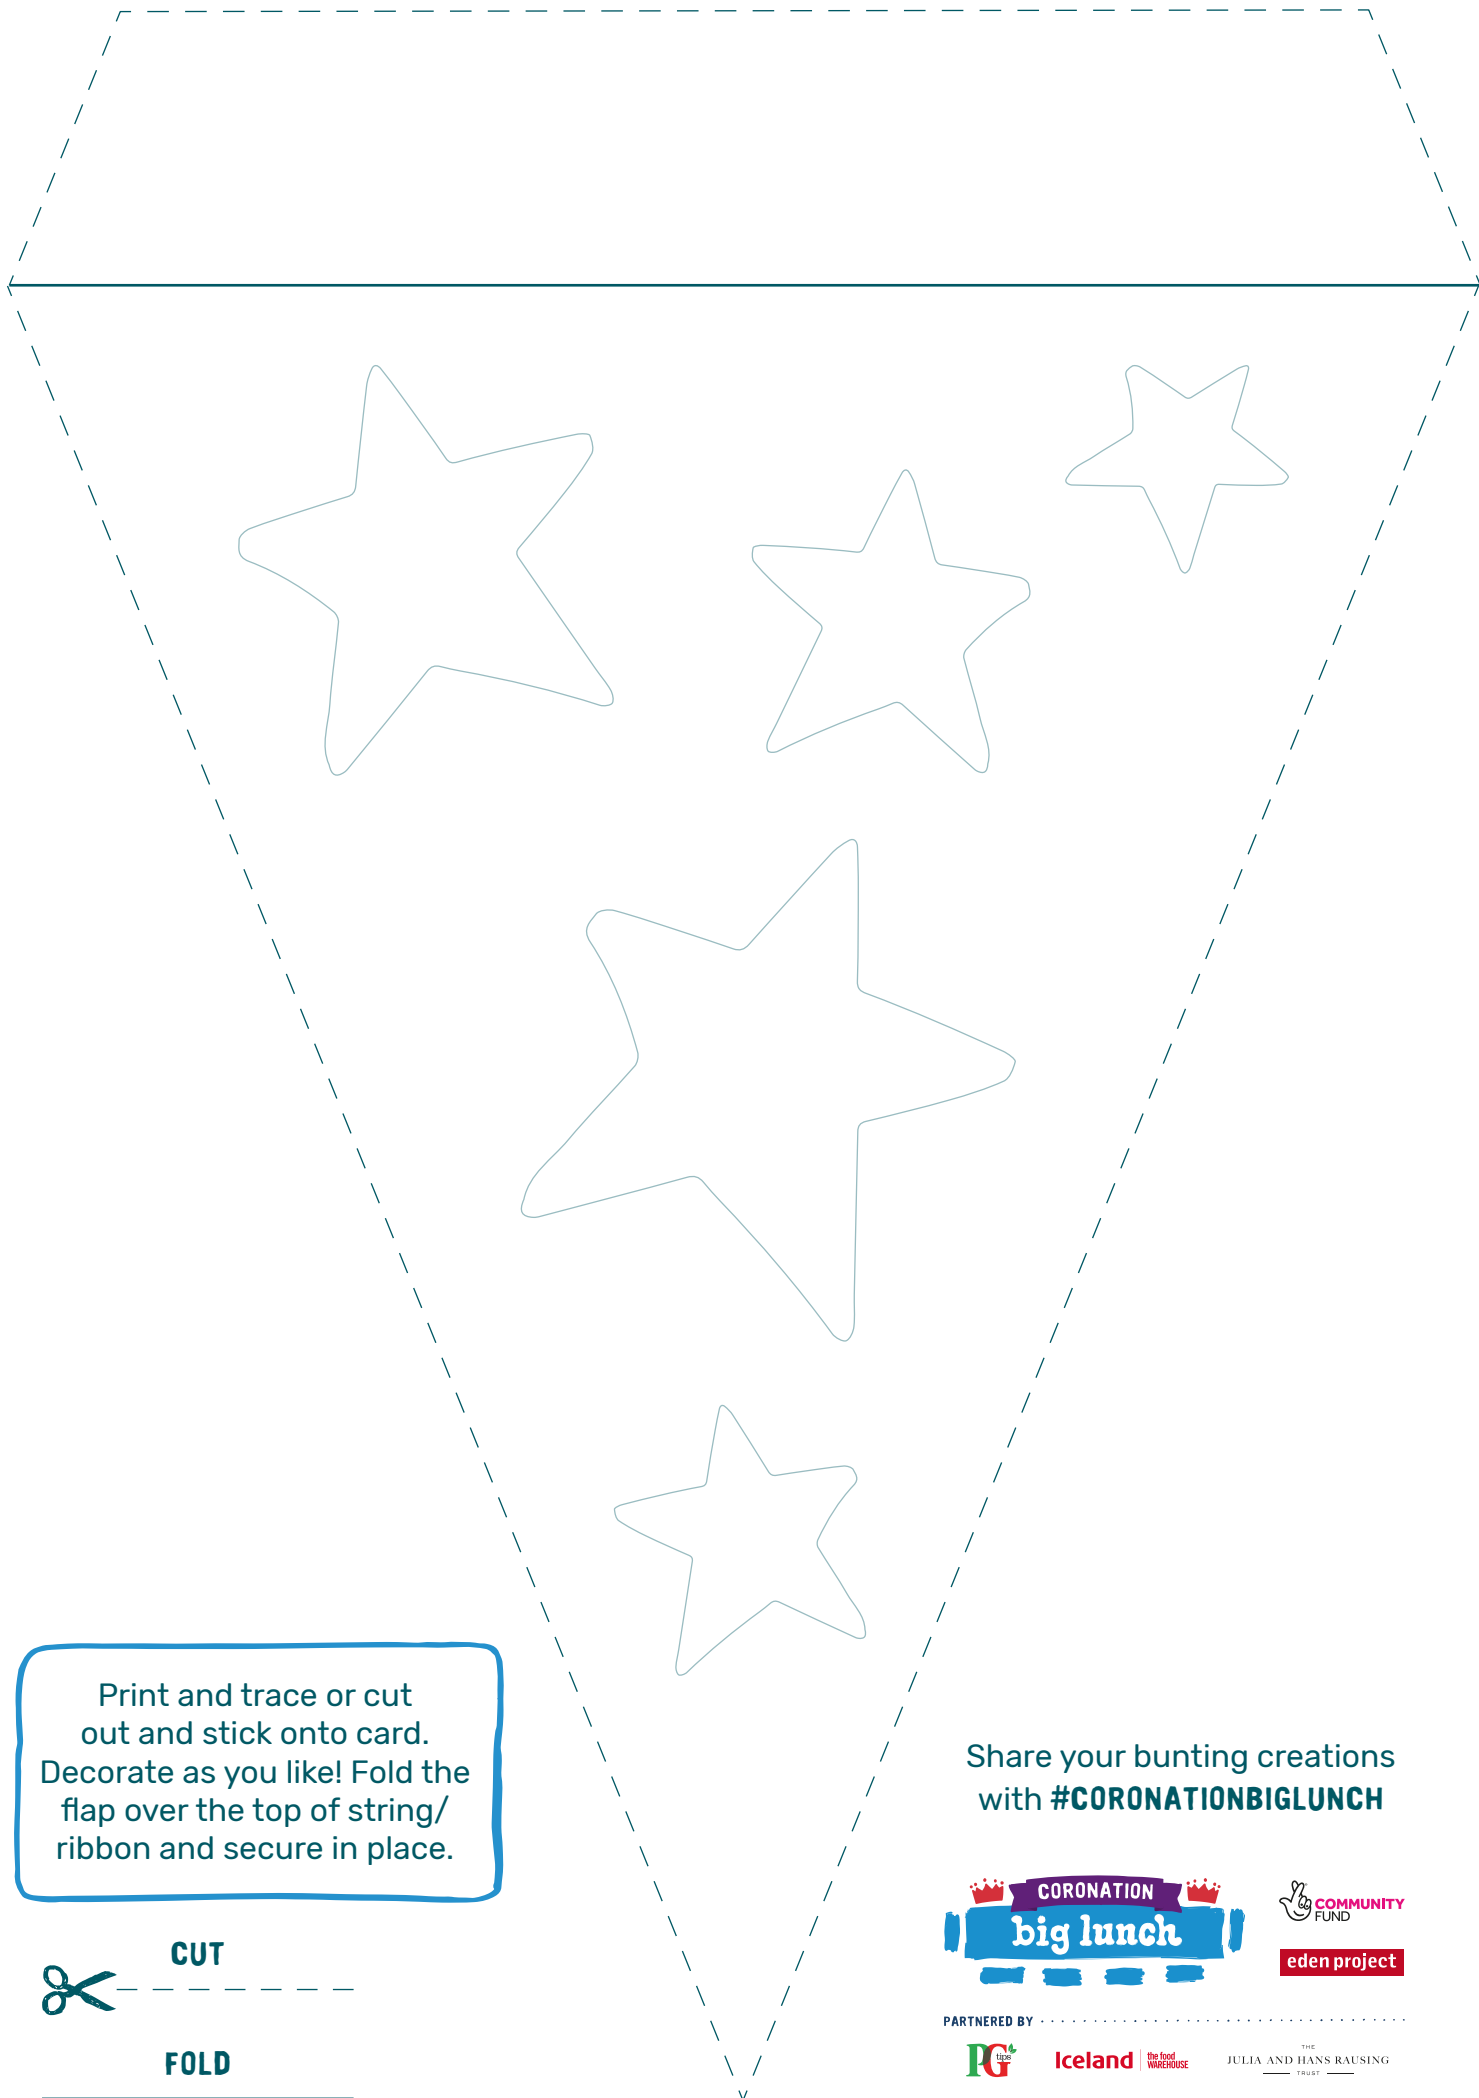 Print and trace or cut
out and stick onto card.
Decorate as you like! Fold the
flap over the top of string/
ribbon and secure in place.
CUT
FOLD
Share your bunting creations
with #CORONATIONBIGLUNCH
CORONATION
big lunch
COMMUNITY
FUND
eden project
PARTNERED BY
PG tips
Iceland
the food
WAREHOUSE
THE
JULIA AND HANS RAUSING
TRUST